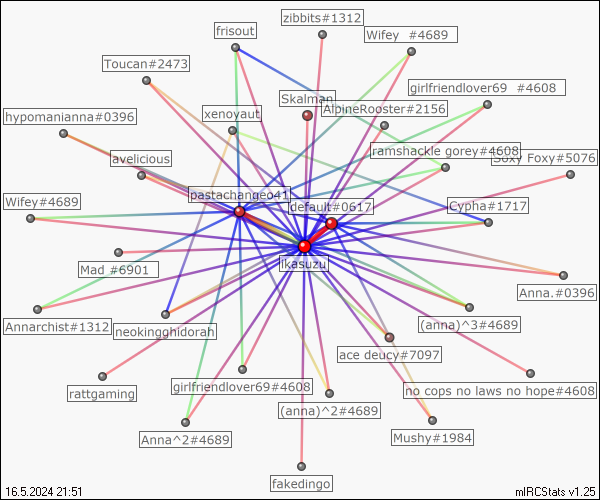 zibbits#1312
frisout
Wifey  #4689
Toucan#2473
girlfriendlover69  #4608
Skalman
AlpineRooster#2156
hypomanianna#0396
xenoyaut
ramshackle gorey#4608
avelicious
Foxy#5076
pastachangeo41
default#0617
Cypha#1717
Wifey#4689
ikasuzu
Mad_#6901
Anna.#0396
Annarchist#1312
neokingghidorah
(anna)^3#4689
ace deucy#7097
rattgaming
girlfriendlover69#4608
no cops no laws no hope#4608
(anna)^2#4689
Anna^2#4689
Mushy#1984
fakedingo
16.5.2024 21:51
mIRCStats v1.25